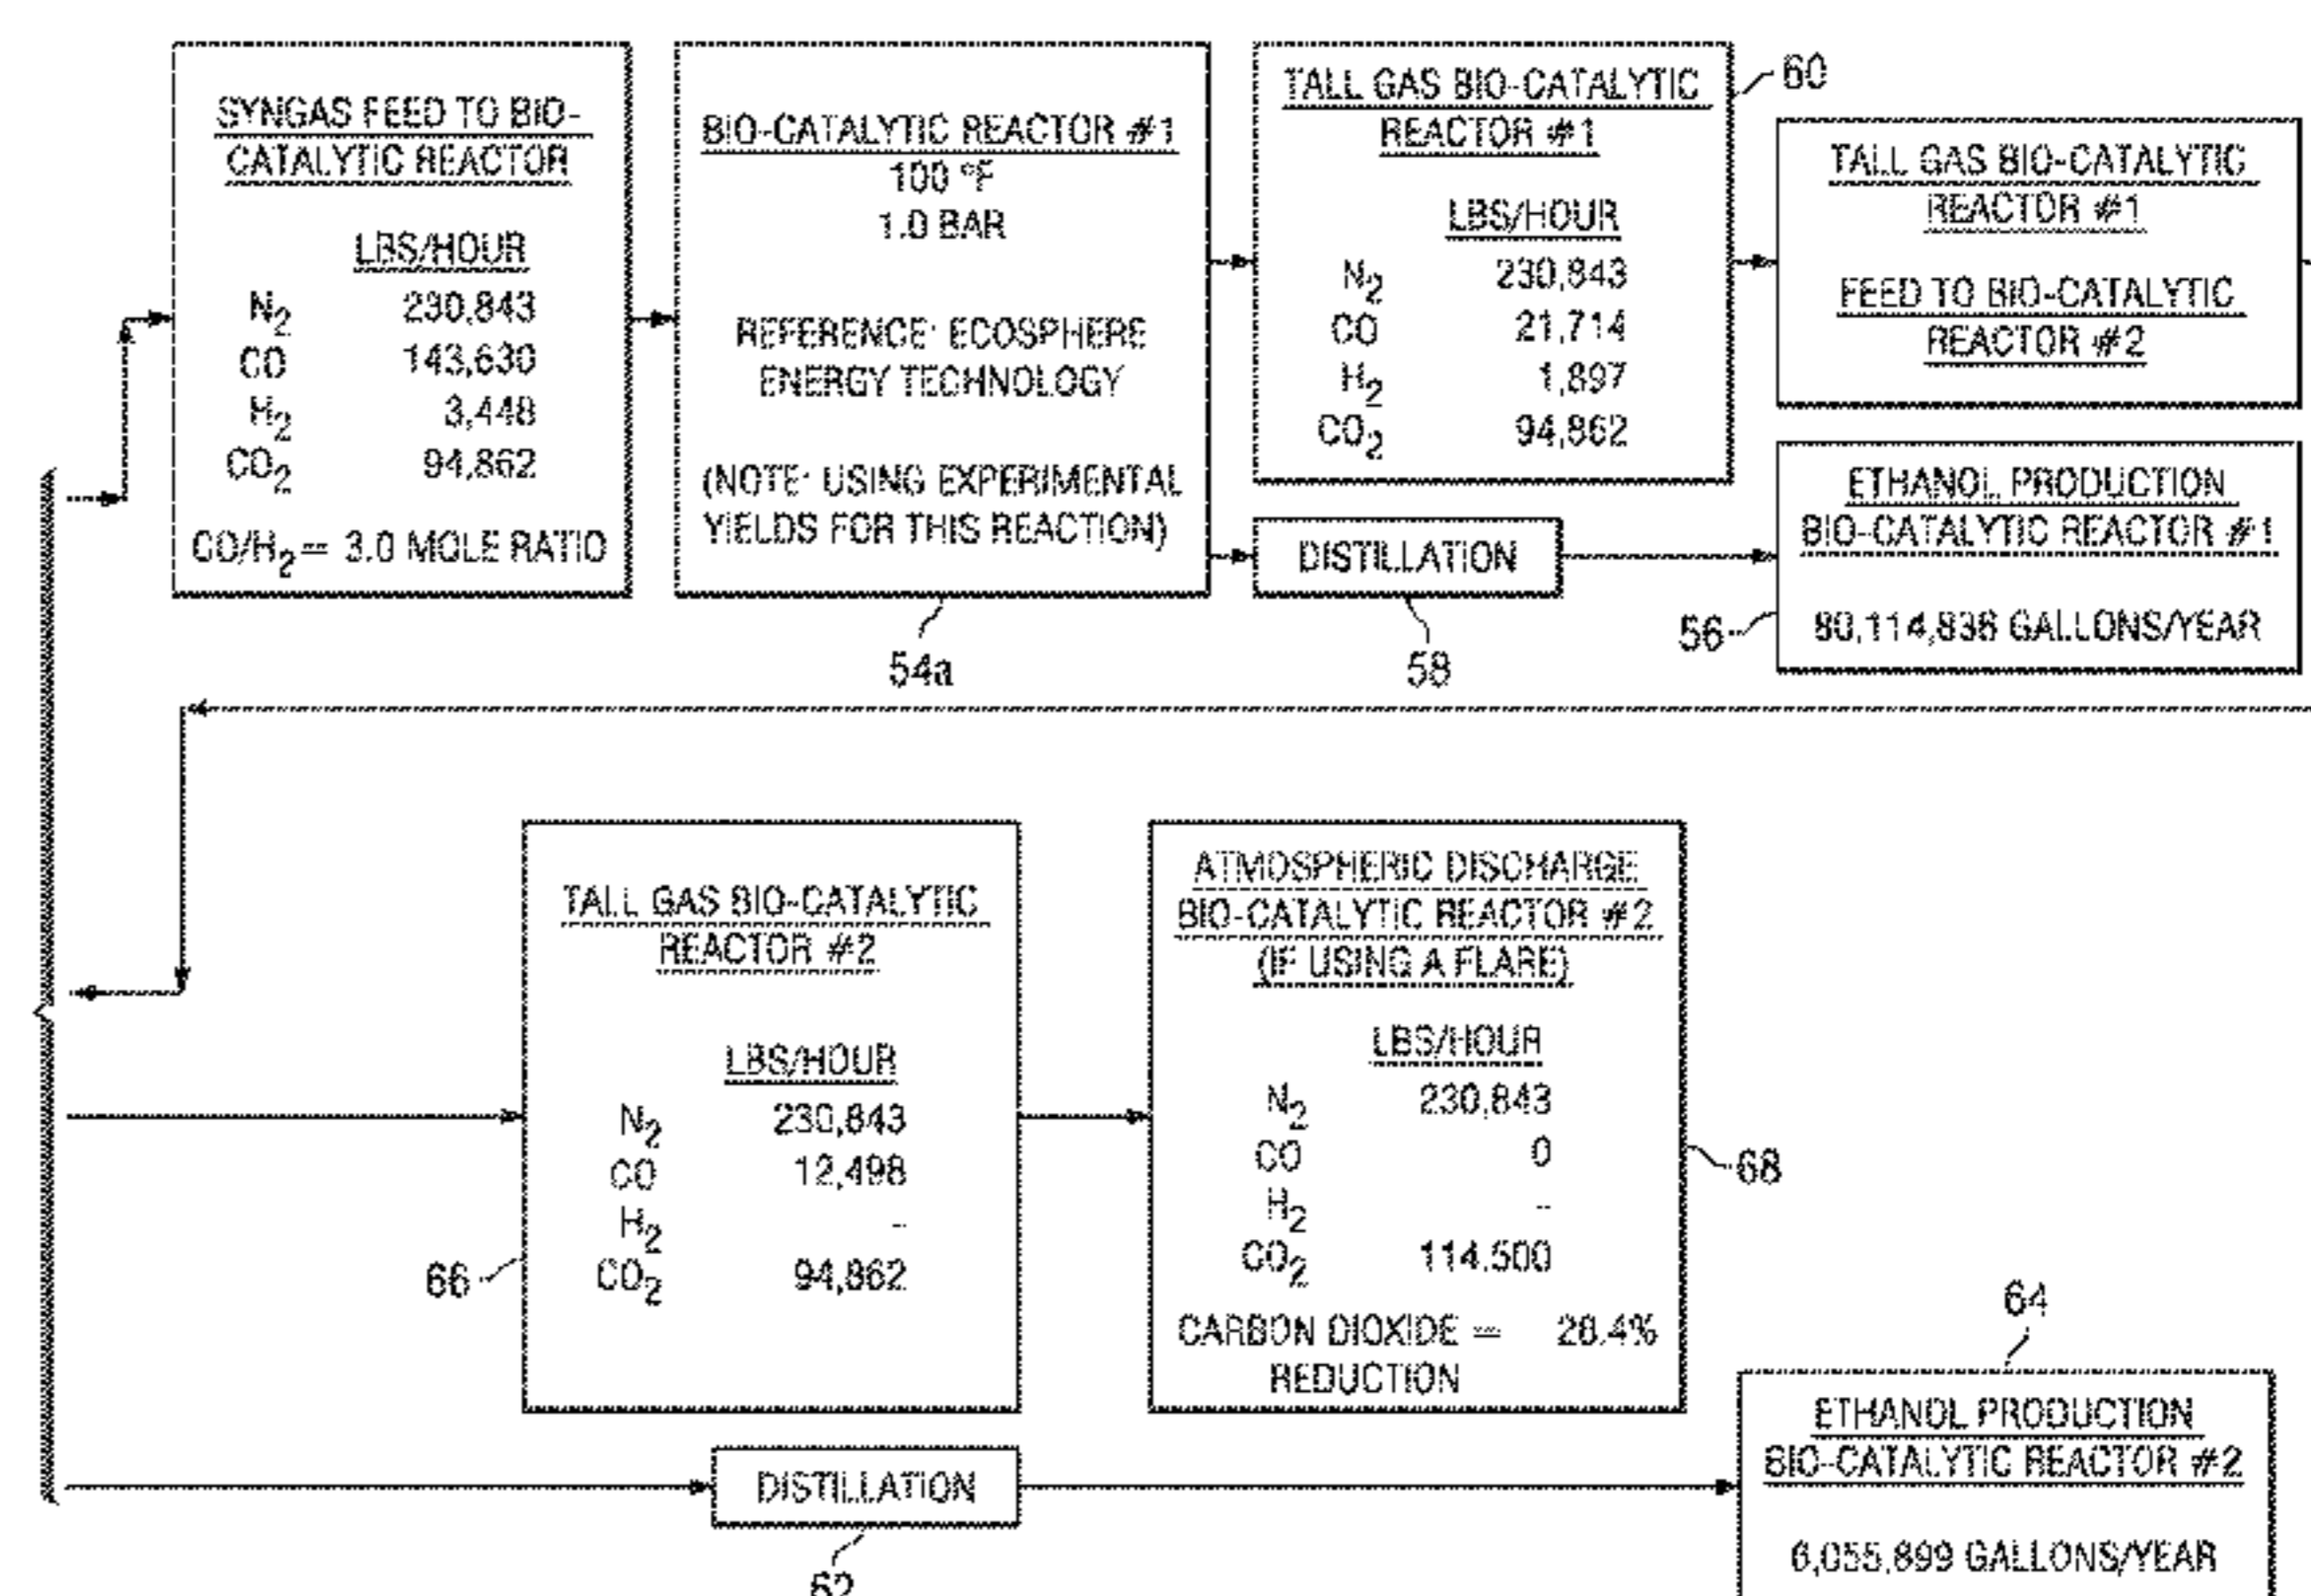 SYNGAS FEED TO BIO-
CATALYTIC REACTOR
LBS/HOUR
N2 230,843
CO 143,630
H2 3,448
CO2 94,862
CO/H2 = 3.0 MOLE RATIO
BIO-CATALYTIC REACTOR #1
100 °F
1.0 BAR
REFERENCE: ECOSPHERE
ENERGY TECHNOLOGY
(NOTE: USING EXPERIMENTAL
YIELDS FOR THIS REACTION)
54a
TALL GAS BIO-CATALYTIC
REACTOR #1
LBS/HOUR
N2 230,843
CO 21,714
H2 1,897
CO2 94,862
60
DISTILLATION
58
TALL GAS BIO-CATALYTIC
REACTOR #1
FEED TO BIO-CATALYTIC
REACTOR #2
ETHANOL PRODUCTION
BIO-CATALYTIC REACTOR #1
GALLONS/YEAR
56
TALL GAS BIO-CATALYTIC
REACTOR #2
LBS/HOUR
N2 230,843
CO 12,498
H2 -
CO2 94,862
66
ATMOSPHERIC DISCHARGE
BIO-CATALYTIC REACTOR #2
(IF USING A FLARE)
LBS/HOUR
N2 230,843
CO 0
H2 -
CO2 114,500
CARBON DIOXIDE =
REDUCTION
68
DISTILLATION
62
64
ETHANOL PRODUCTION
BIO-CATALYTIC REACTOR #2
6,055,899 GALLONS/YEAR